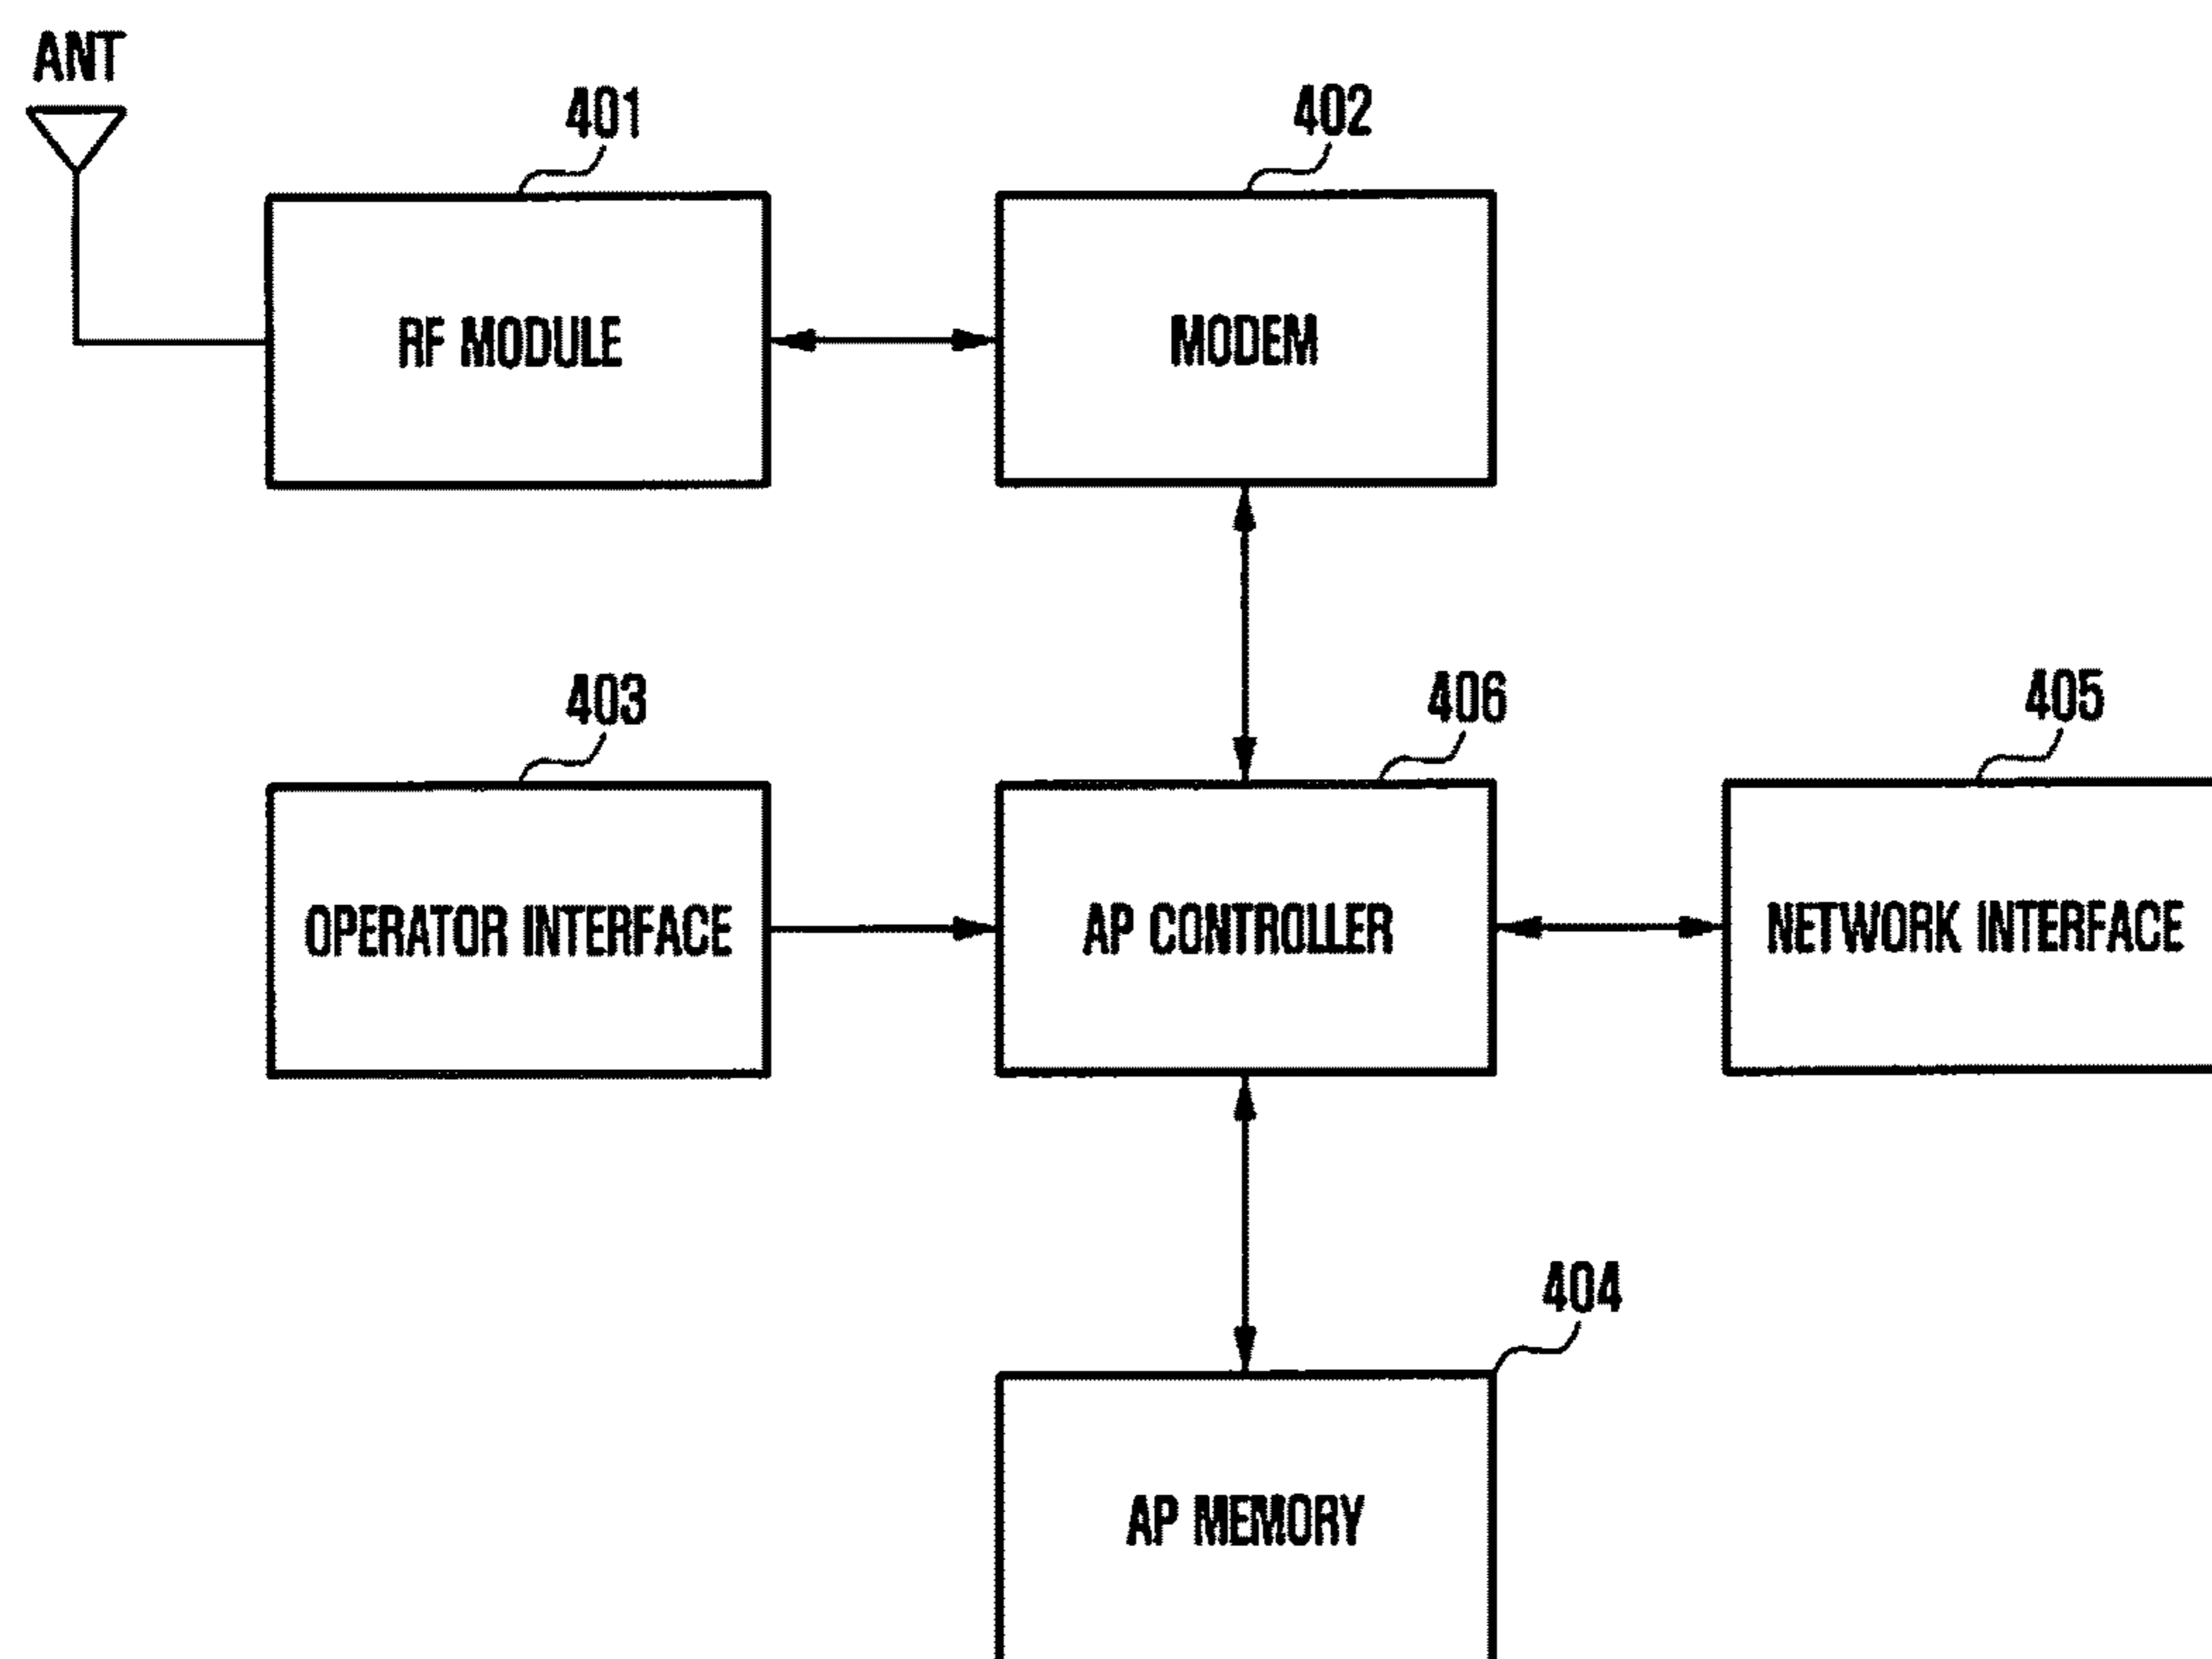 ANT
401
402
RF MODULE
MODEM
403
406
405
OPERATOR INTERFACE
AP CONTROLLER
NETWORK INTERFACE
404
AP MEMORY